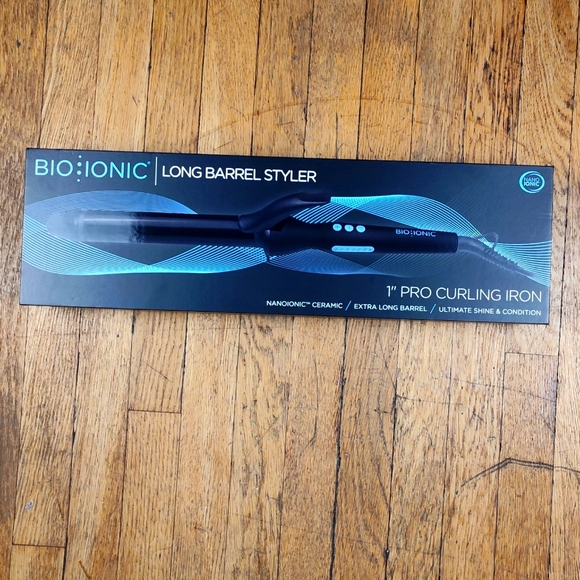 BIO IONIC® | LONG BARREL STYLER
NANO
IONIC
BIO IONIC
1" PRO CURLING IRON
NANOIONIC™ CERAMIC / EXTRA LONG BARREL / ULTIMATE SHINE & CONDITION